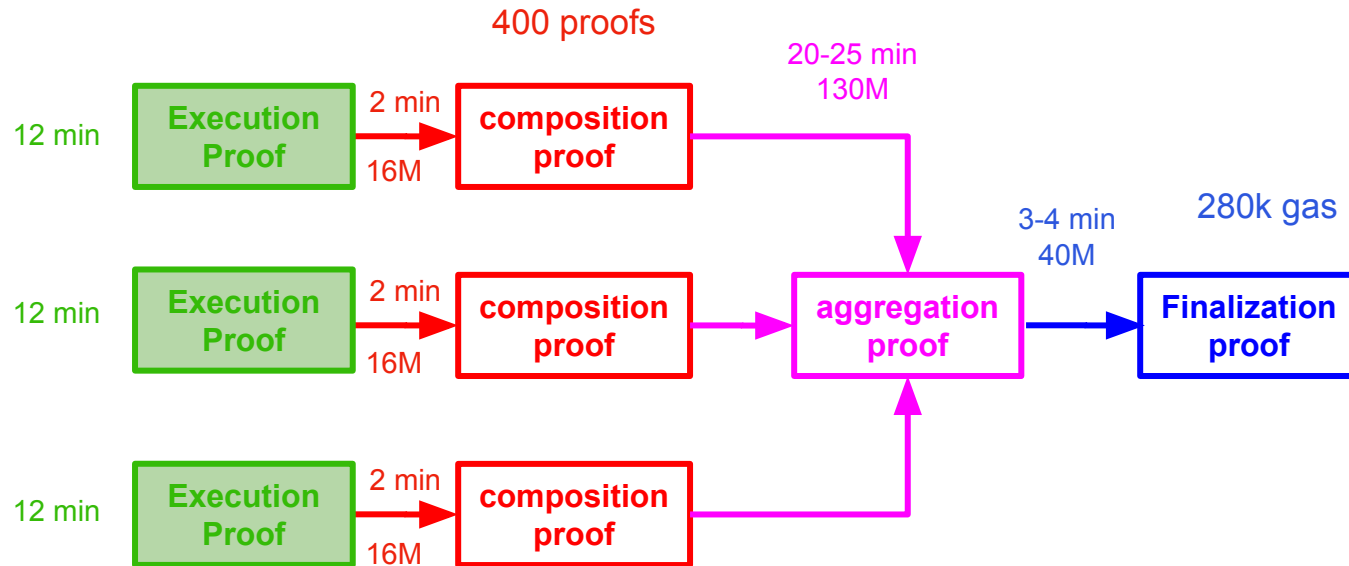 400 proofs
20-25 min
130M
12 min
Execution
Proof
2 min
16M
composition
proof
280k gas
3-4 min
40M
12 min
Execution
Proof
2 min
16M
composition
proof
aggregation
proof
Finalization
proof
12 min
Execution
Proof
2 min
16M
composition
proof